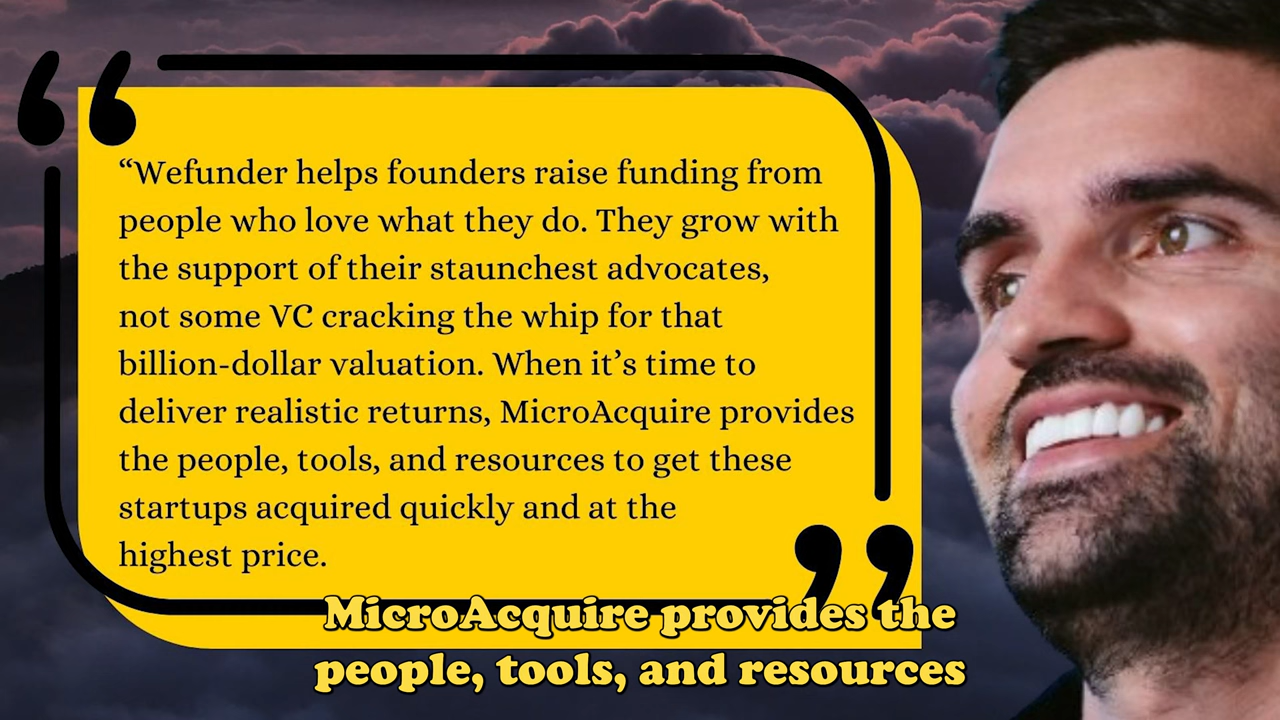 “Wefunder helps founders raise funding from
people who love what they do. They grow with
the support of their staunchest advocates,
not some VC cracking the whip for that
billion-dollar valuation. When it’s time to
deliver realistic returns, MicroAcquire provides
the people, tools, and resources to get these
startups acquired quickly and at the
highest price.
MicroAcquire provides the
people, tools, and resources